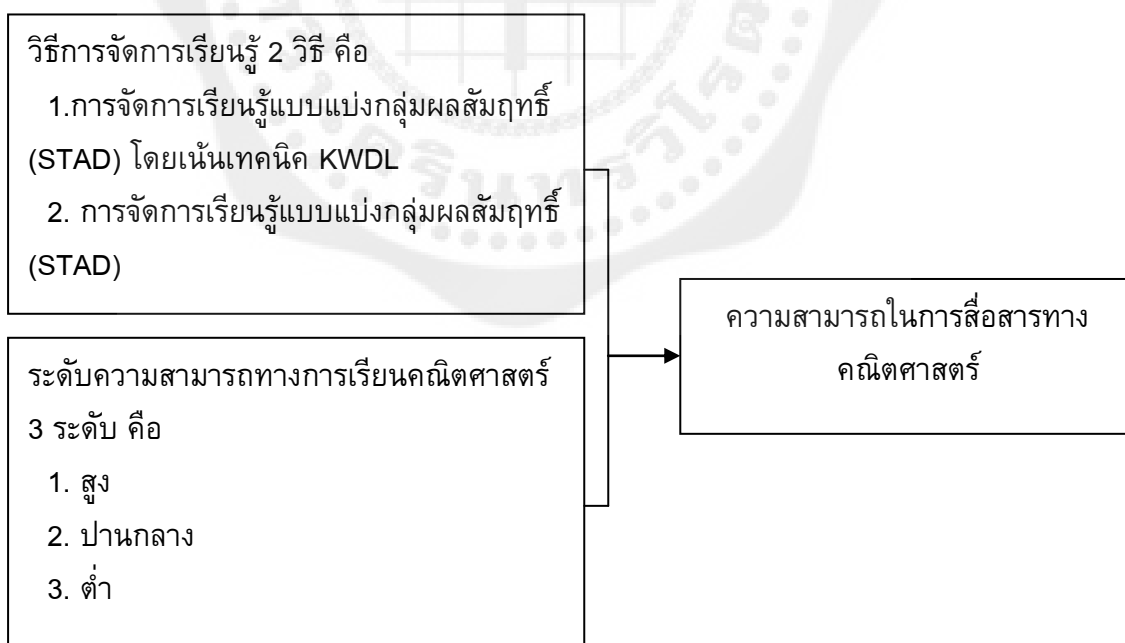 วิธีการจัดการเรียนรู้ 2 วิธี คือ
1.การจัดการเรียนรู้แบบแบ่งกลุ่มผลสัมฤทธิ์
(STAD) โดยเน้นเทคนิค KWDL
2. การจัดการเรียนรู้แบบแบ่งกลุ่มผลสัมฤทธิ์
(STAD)
ระดับความสามารถทางการเรียนคณิตศาสตร์
3 ระดับ คือ
1. สูง
2. ปานกลาง
3. ต่ำ
ความสามารถในการสื่อสารทาง
คณิตศาสตร์